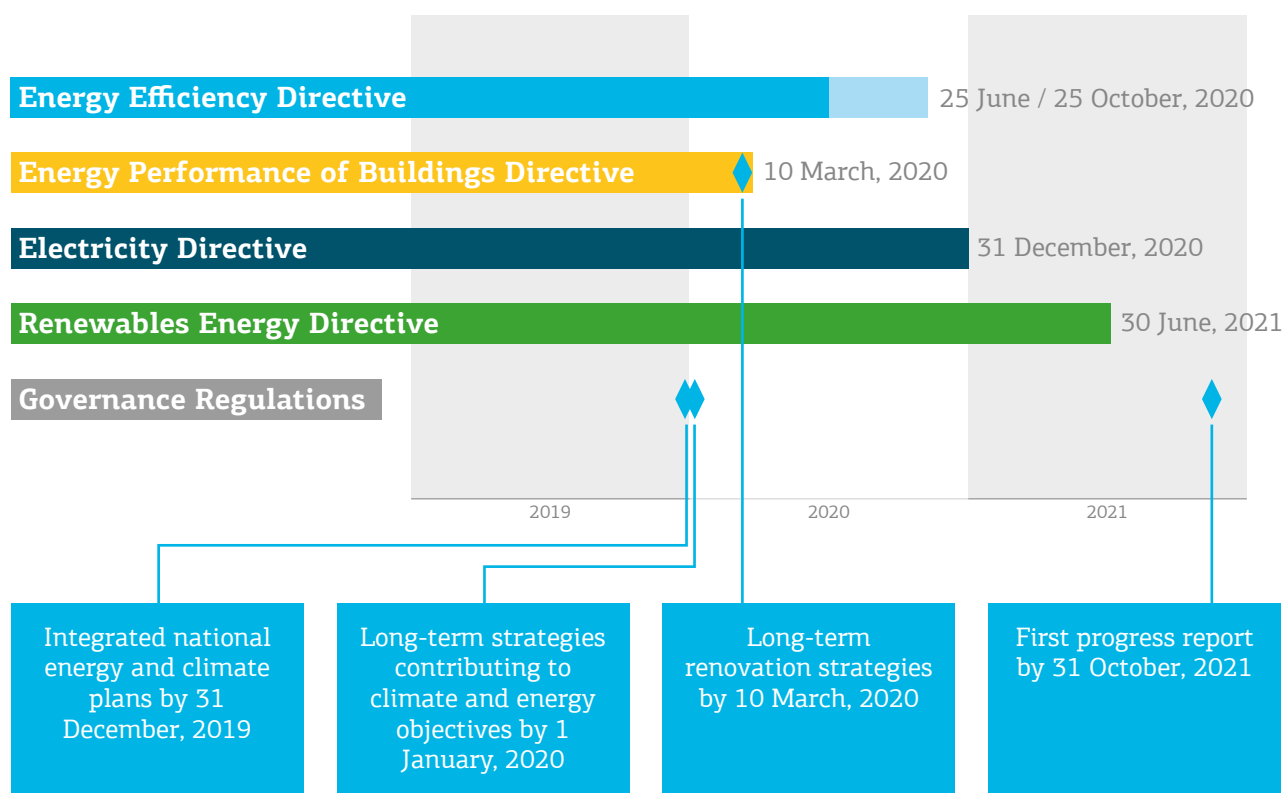 Energy Efficiency Directive
25 June / 25 October, 2020
Energy Performance of Buildings Directive
10 March, 2020
Electricity Directive
31 December, 2020
Renewables Energy Directive
30 June, 2021
Governance Regulations
2019
2020
2021
Integrated national
energy and climate
plans by 31
December, 2019
Long-term strategies
contributing to
climate and energy
objectives by 1
January, 2020
Long-term
renovation strategies
by 10 March, 2020
First progress report
by 31 October, 2021